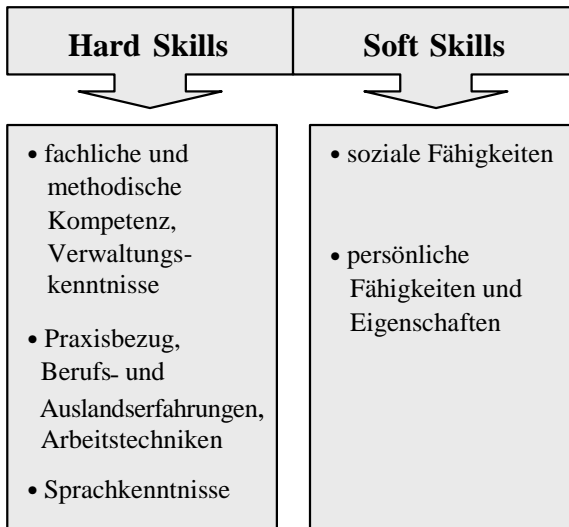 Hard Skills
Soft Skills
• fachliche und
methodische
Kompetenz,
Verwaltungs-
kenntnisse
• Praxisbezug,
Berufs- und
Auslandserfahrungen,
Arbeitstechniken
• Sprachkenntnisse
• soziale Fähigkeiten
• persönliche
Fähigkeiten und
Eigenschaften